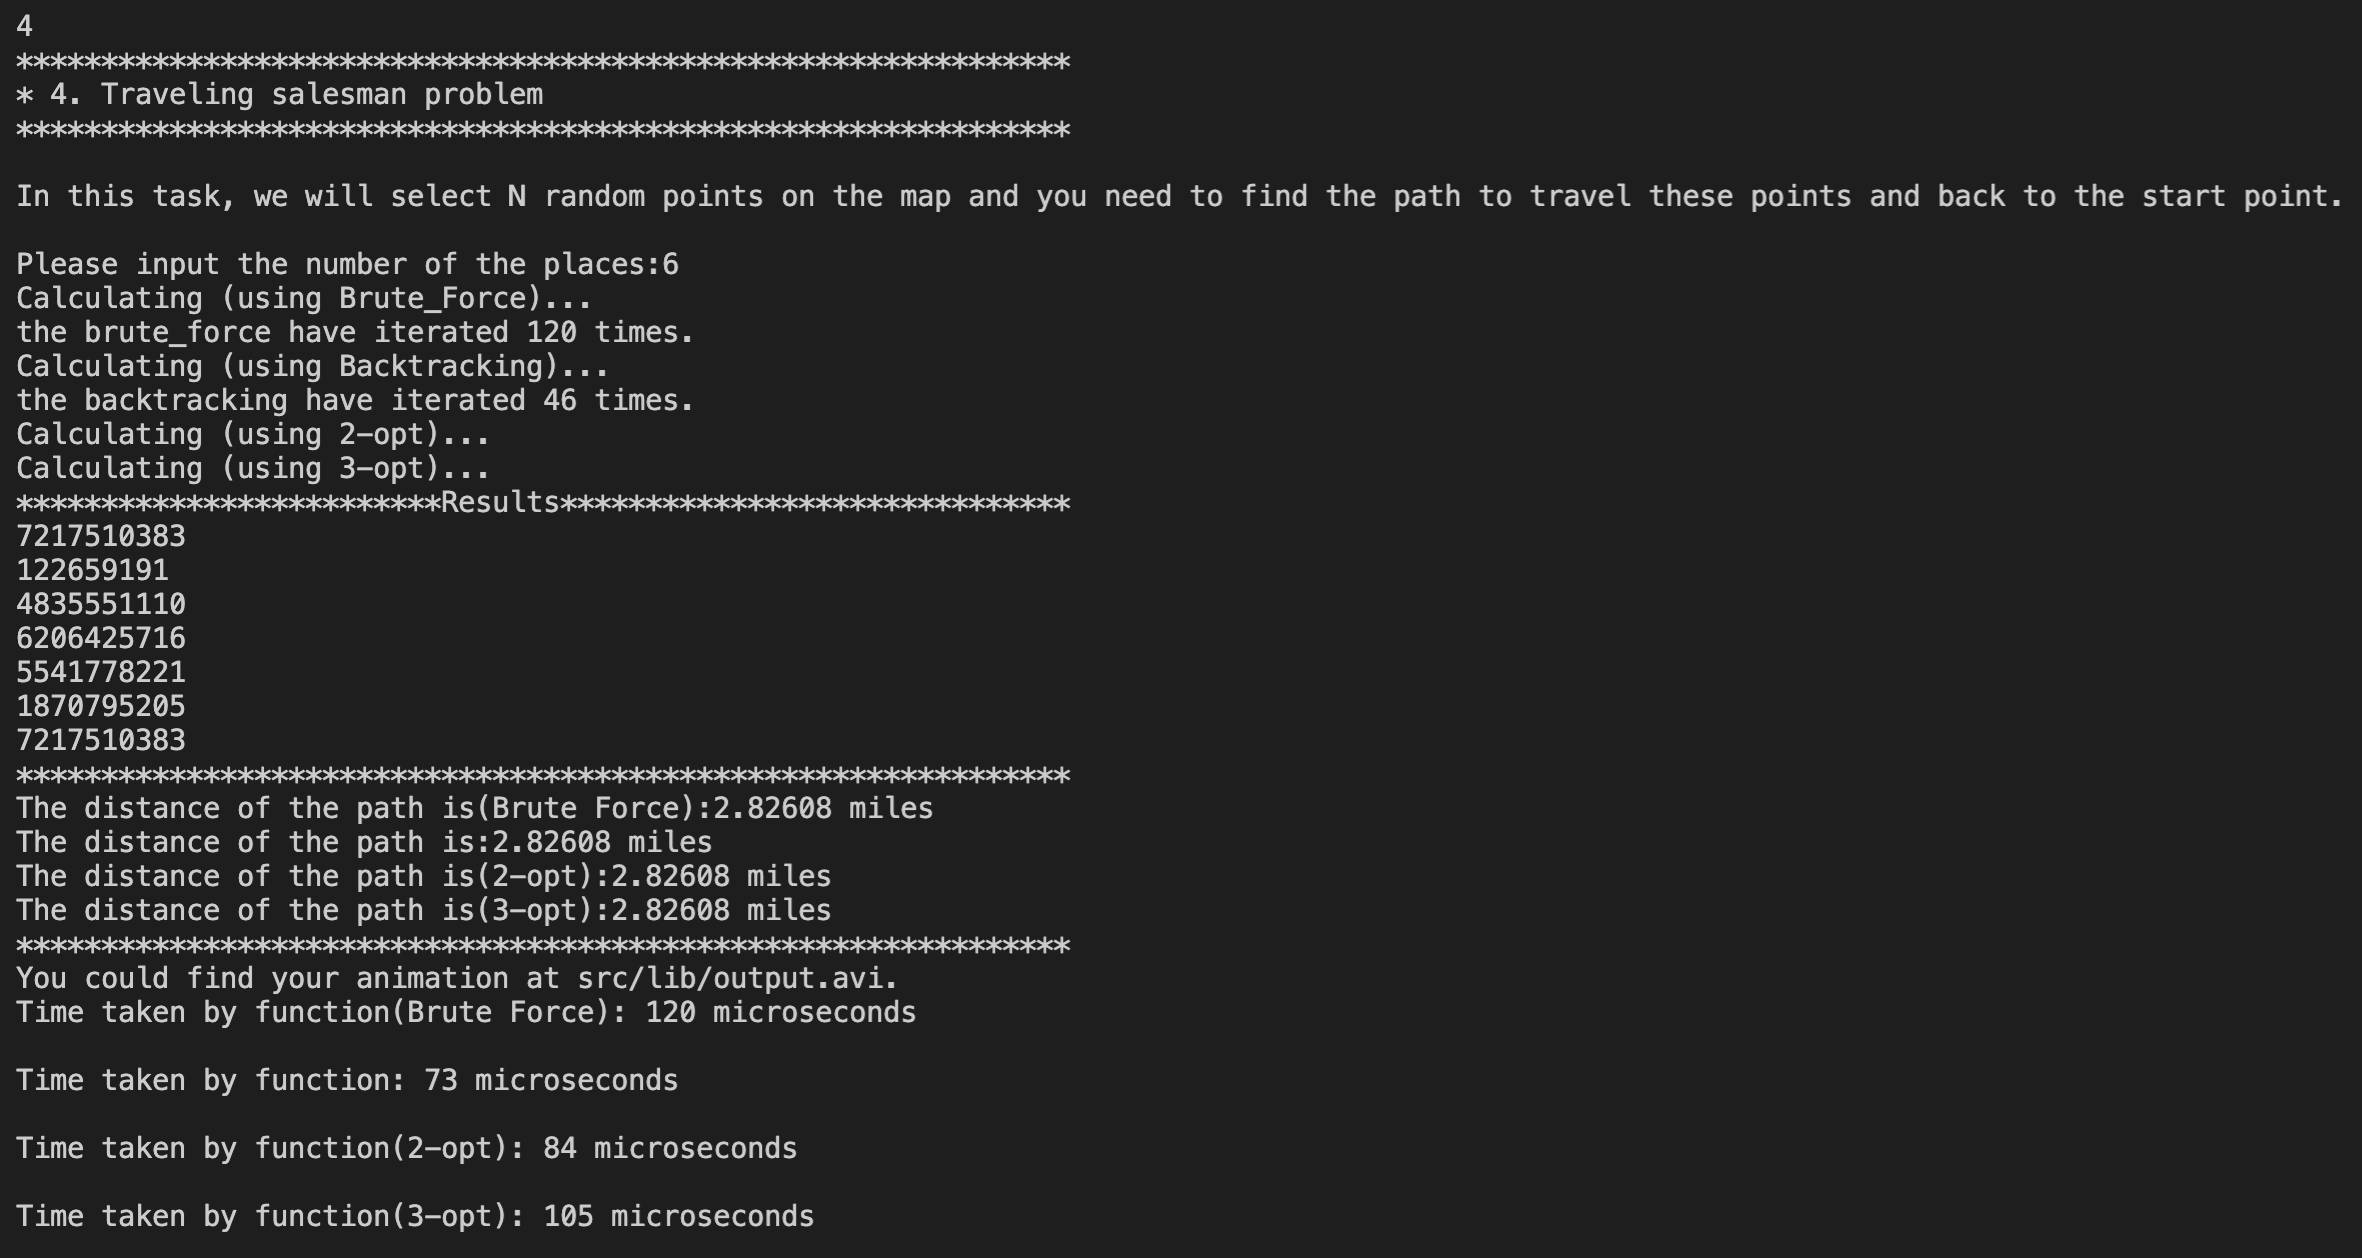 4
**************************************************************
* 4. Traveling salesman problem
**************************************************************
In this task, we will select N random points on the map and you need to find the path to travel these points and back to the start point.
Please input the number of the places:6
Calculating (using Brute_Force)...
the brute_force have iterated 120 times.
Calculating (using Backtracking)...
the backtracking have iterated 46 times.
Calculating (using 2-opt)...
Calculating (using 3-opt)...
*************************Results******************************
7217510383
122659191
4835551110
6206425716
5541778221
1870795205
7217510383
**************************************************************
The distance of the path is(Brute Force):2.82608 miles
The distance of the path is:2.82608 miles
The distance of the path is(2-opt):2.82608 miles
The distance of the path is(3-opt):2.82608 miles
**************************************************************
You could find your animation at src/lib/output.avi.
Time taken by function(Brute Force): 120 microseconds
Time taken by function: 73 microseconds
Time taken by function(2-opt): 84 microseconds
Time taken by function(3-opt): 105 microseconds